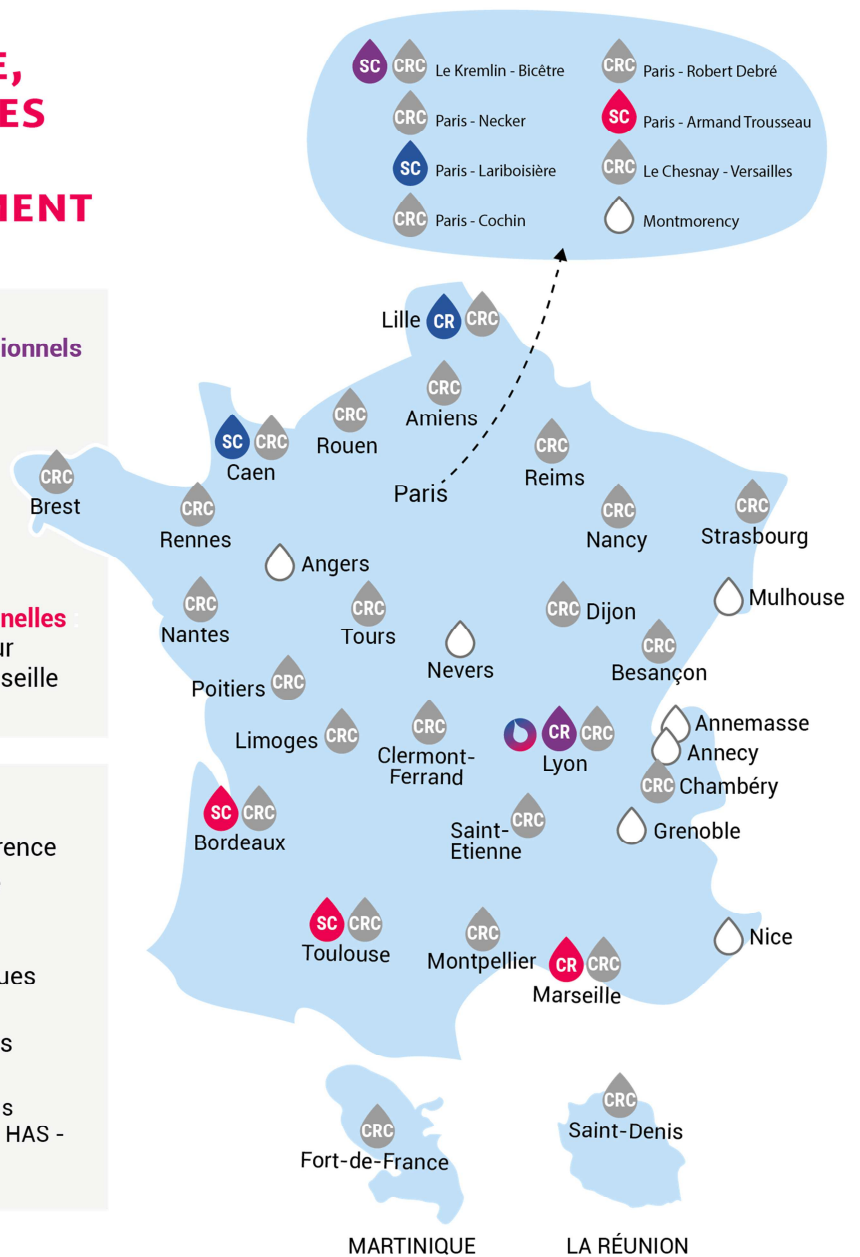 E,
ES
MENT
ionnels
nelles :
ur
seille
rence
ues
s
s
HAS -
SC CRC Le Kremlin - Bicêtre
CRC Paris - Robert Debré
CRC Paris - Necker
SC Paris - Armand Trousseau
SC Paris - Lariboisière
CRC Le Chesnay - Versailles
CRC Paris - Cochin
Montmorency
Lille CR CRC
CRC
Amiens
CRC
Rouen
SC CRC
Caen
CRC
Reims
CRC
Brest
Paris
CRC
Rennes
CRC
Nancy
CRC
Strasbourg
Angers
Mulhouse
CRC
Nantes
CRC
Tours
CRC Dijon
Nevers
CRC
Besançon
Poitiers CRC
Limoges CRC
CRC
Clermont-
Ferrand
CR CRC
Lyon
Annemasse
Annecy
CRC Chambéry
SC CRC
Bordeaux
Saint-
Etienne
CRC
Grenoble
SC CRC
Toulouse
CRC
Montpellier
CR CRC
Marseille
Nice
CRC
Fort-de-France
MARTINIQUE
CRC
Saint-Denis
LA RÉUNION